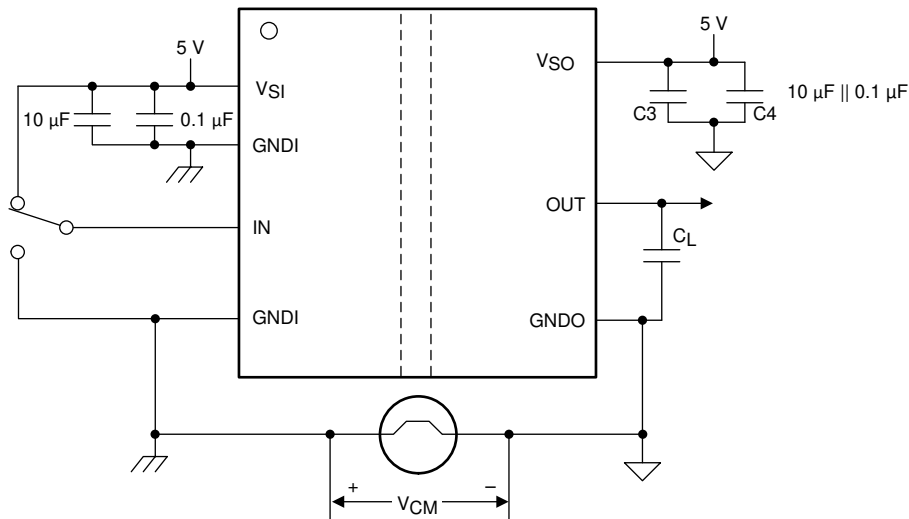 5 V
5 V
VSI
VSO
10 µF
0.1 µF
C3
C4
10 µF || 0.1 µF
GNDI
IN
OUT
CL
GNDI
GNDO
+
–
VCM